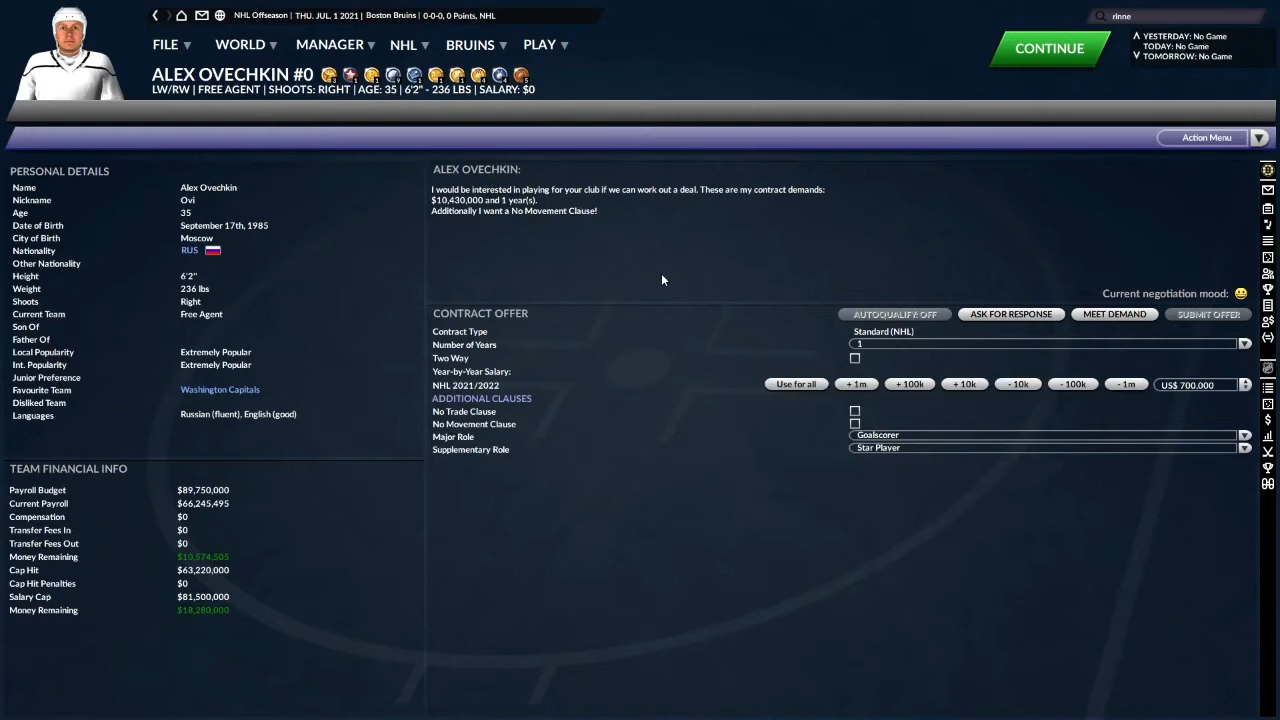 NHL Offseason | THU. JUL. 1 2021 | Boston Bruins | 0-0-0, 0 Points, NHL
rinne
FILE WORLD MANAGER NHL BRUINS PLAY
CONTINUE
YESTERDAY: No Game
TODAY: No Game
TOMORROW: No Game
ALEX OVECHKIN #0
LW/RW | FREE AGENT | SHOOTS: RIGHT | AGE: 35 | 6'2" - 236 LBS | SALARY: $0
Action Menu
PERSONAL DETAILS
Name Alex Ovechkin
Nickname Ovi
Age 35
Date of Birth September 17th, 1985
City of Birth Moscow
Nationality RUS
Other Nationality
Height 6'2"
Weight 236 lbs
Shoots Right
Current Team Free Agent
Son Of
Father Of
Local Popularity Extremely Popular
Int. Popularity Extremely Popular
Junior Preference
Favourite Team Washington Capitals
Disliked Team
Languages Russian (fluent), English (good)
TEAM FINANCIAL INFO
Payroll Budget $89,750,000
Current Payroll $66,245,495
Compensation $0
Transfer Fees In $0
Transfer Fees Out $0
Money Remaining $10,574,505
Cap Hit $63,220,000
Cap Hit Penalties $0
Salary Cap $81,500,000
Money Remaining $18,280,000
ALEX OVECHKIN:
I would be interested in playing for your club if we can work out a deal. These are my contract demands:
$10,430,000 and 1 year(s).
Additionally I want a No Movement Clause!
Current negotiation mood:
CONTRACT OFFER AUTOQUALIFY: OFF ASK FOR RESPONSE MEET DEMAND SUBMIT OFFER
Contract Type Standard (NHL)
Number of Years 1
Two Way
Year-by-Year Salary:
NHL 2021/2022 Use for all + 1m + 100k + 10k - 10k - 100k - 1m US$ 700,000
ADDITIONAL CLAUSES
No Trade Clause
No Movement Clause
Major Role Goalscorer
Supplementary Role Star Player